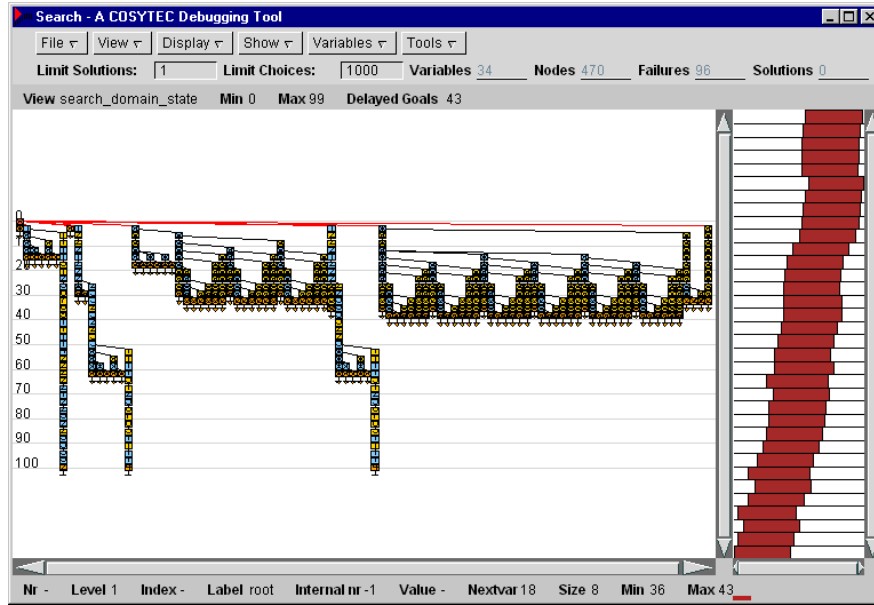 Search - A COSYTEC Debugging Tool
File View Display Show Variables Tools
Limit Solutions: 1 Limit Choices: 1000 Variables 34 Nodes 470 Failures 96 Solutions 0
View search_domain_state Min 0 Max 99 Delayed Goals 43
0
1
2
30
40
50
60
70
80
90
100
Nr - Level 1 Index - Label root Internal nr -1 Value - Nextvar 18 Size 8 Min 36 Max 43